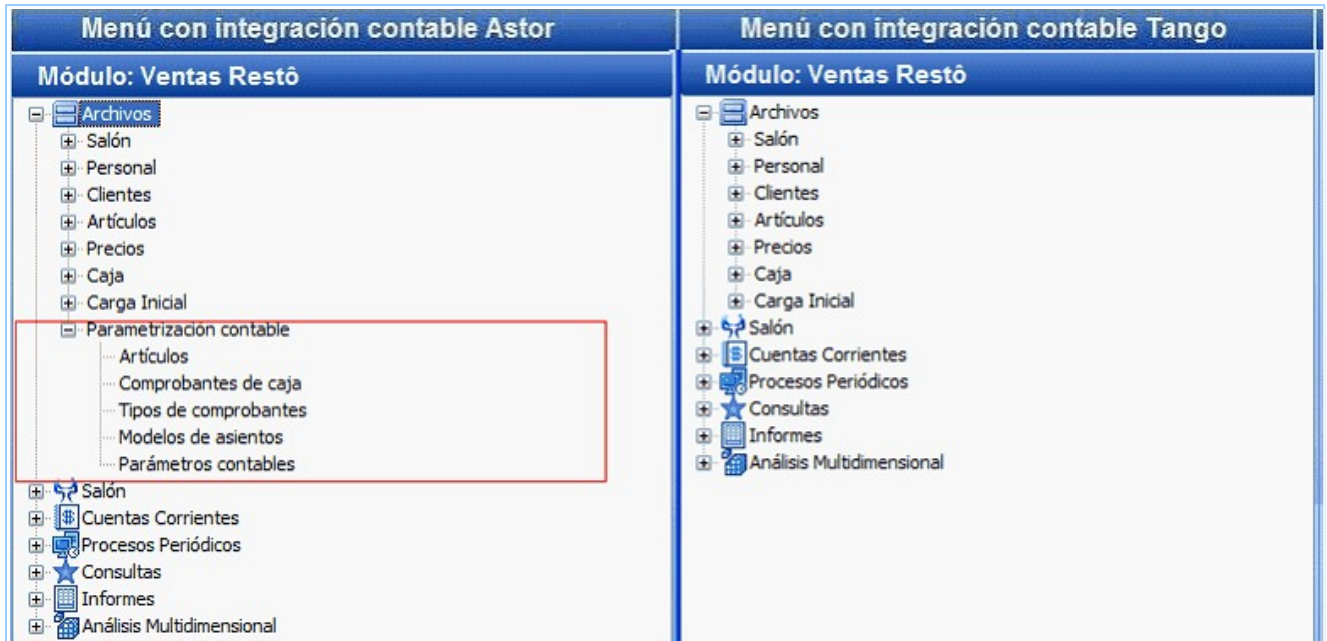 Menú con integración contable Astor
Módulo: Ventas Restô
Archivos
Salón
Personal
Clientes
Artículos
Precios
Caja
Carga Inicial
Parametrización contable
Artículos
Comprobantes de caja
Tipos de comprobantes
Modelos de asientos
Parámetros contables
Salón
Cuentas Corrientes
Procesos Periódicos
Consultas
Informes
Análisis Multidimensional
Menú con integración contable Tango
Módulo: Ventas Restô
Archivos
Salón
Personal
Clientes
Artículos
Precios
Caja
Carga Inicial
Salón
Cuentas Corrientes
Procesos Periódicos
Consultas
Informes
Análisis Multidimensional